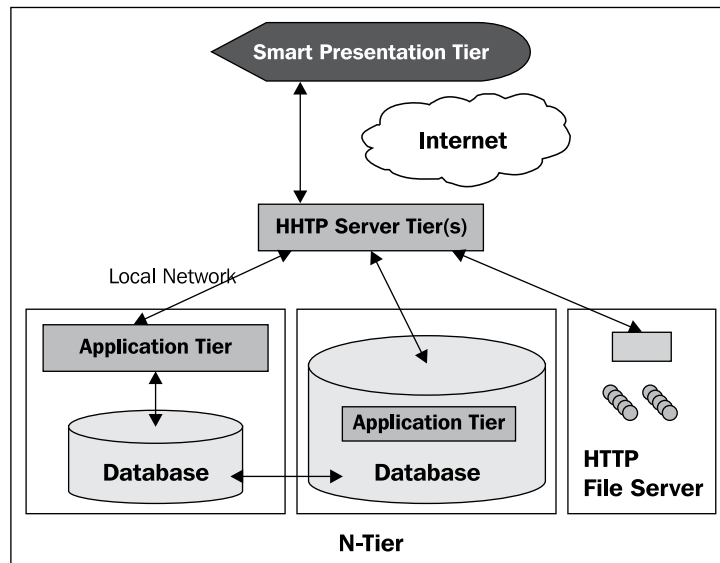 Smart Presentation Tier
Internet
HHTP Server Tier(s)
Local Network
Application Tier
Database
Application Tier
Database
HTTP
File Server
N-Tier